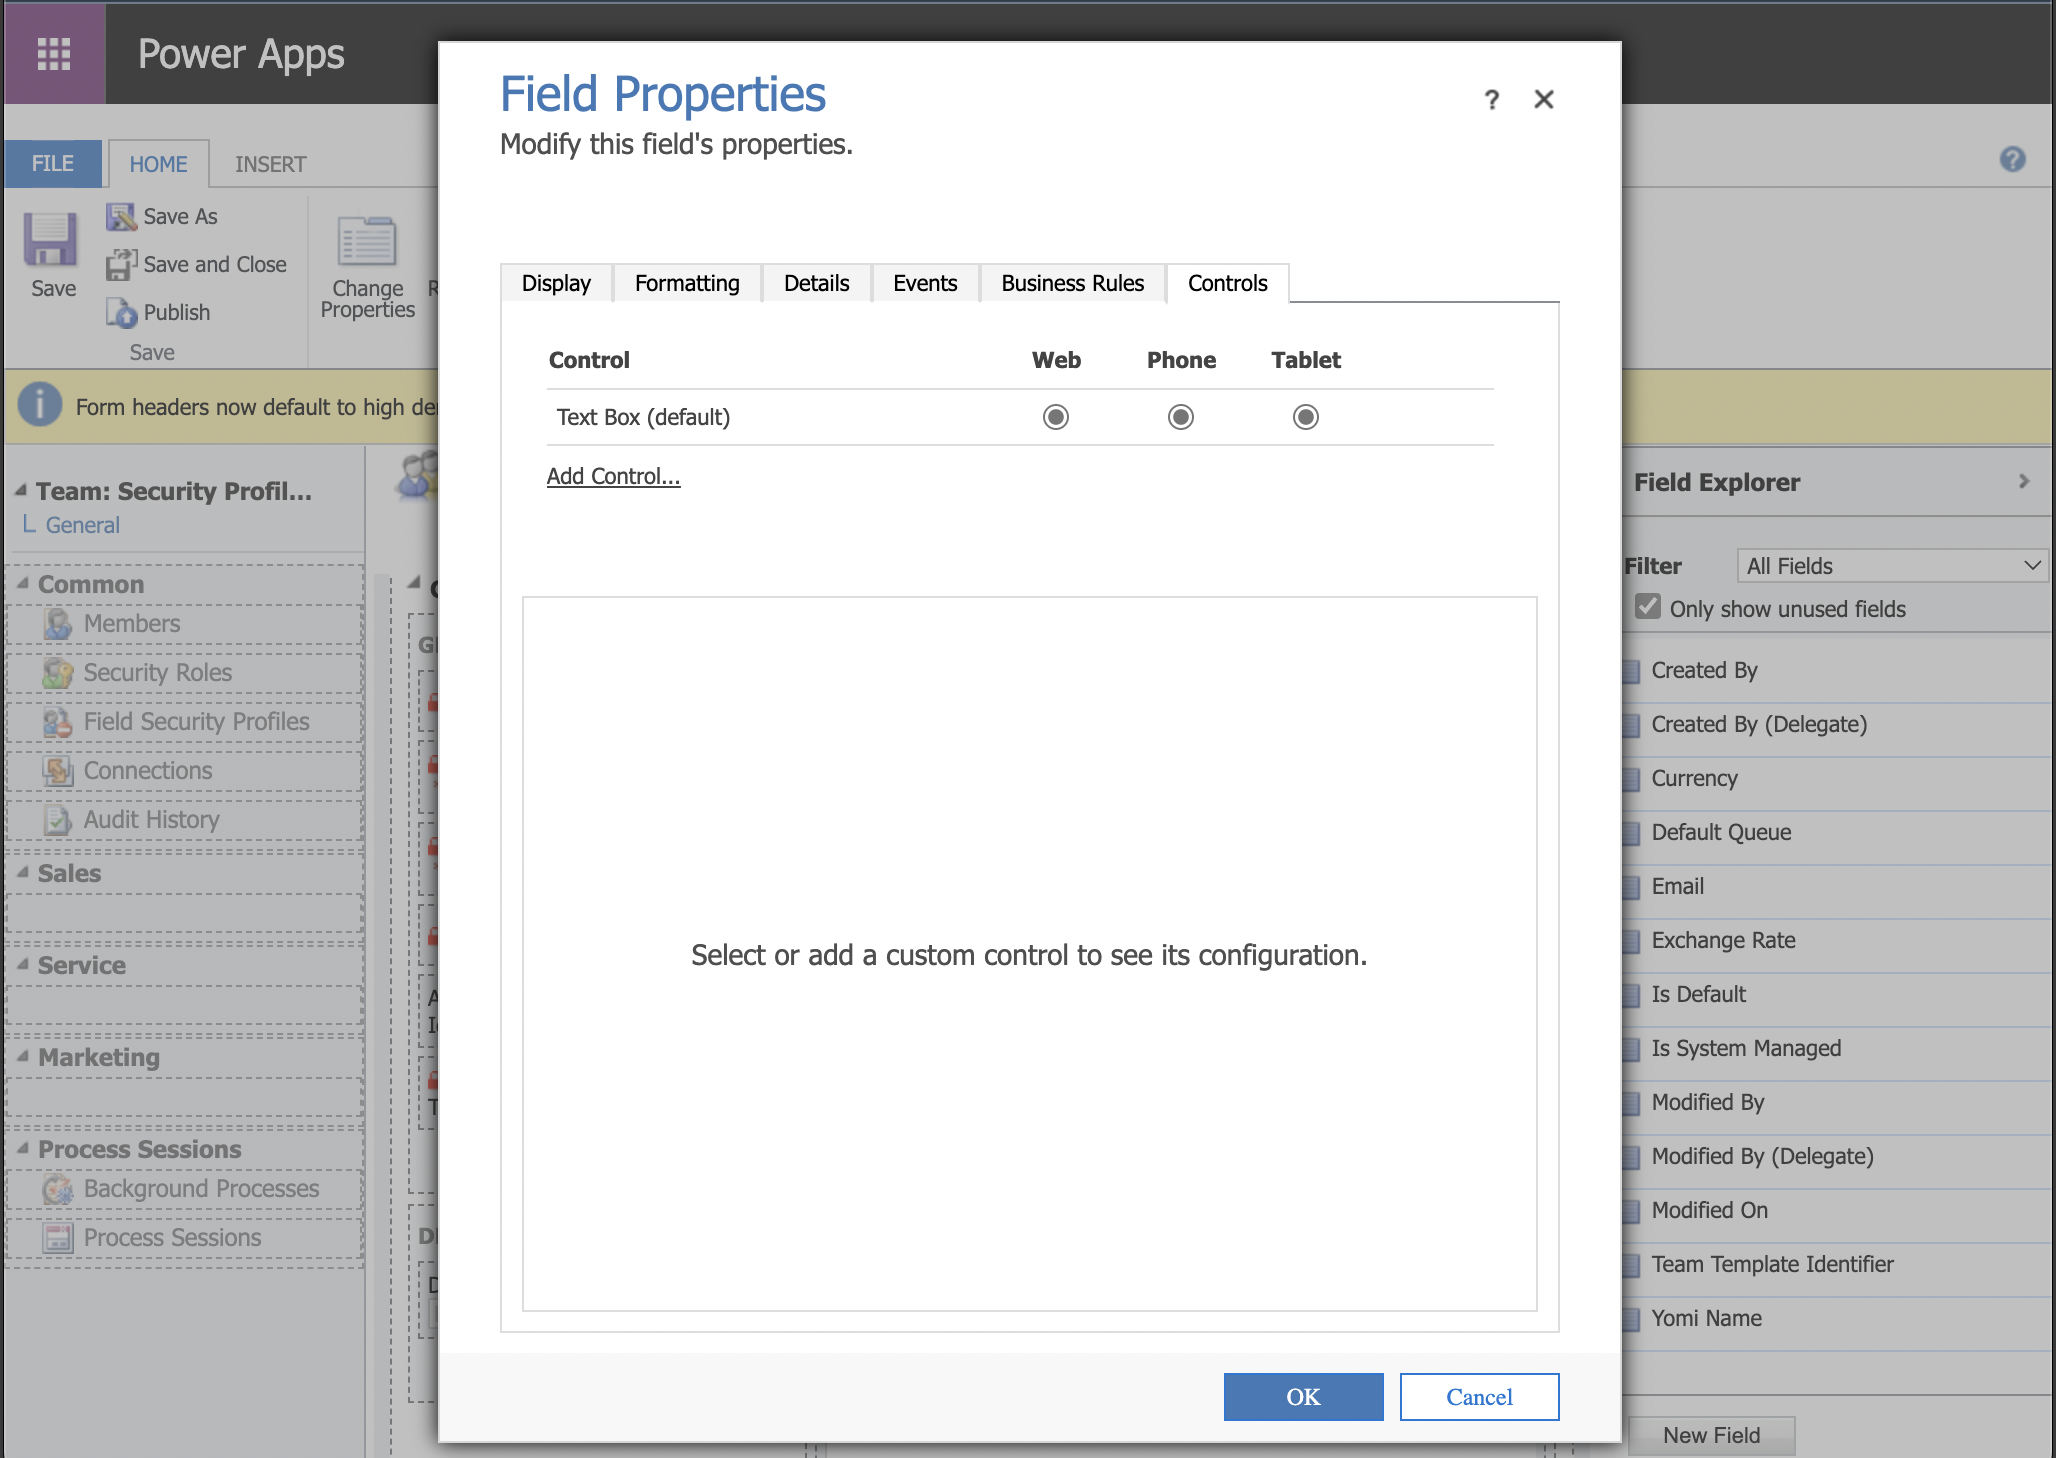 Power Apps
FILE
HOME
INSERT
Save
Save As
Save and Close
Publish
Save
Change
Properties
Form headers now default to high
Team: Security Profil...
General
Common
Members
Security Roles
Field Security Profiles
Connections
Audit History
Sales
Service
Marketing
Process Sessions
Background Processes
Process Sessions
Field Properties
Modify this field's properties.
?
Display
Formatting
Details
Events
Business Rules
Controls
Control Web Phone Tablet
Text Box (default)
Add Control...
Select or add a custom control to see its configuration.
OK
Cancel
?
Field Explorer
Filter
All Fields
Only show unused fields
Created By
Created By (Delegate)
Currency
Default Queue
Email
Exchange Rate
Is Default
Is System Managed
Modified By
Modified By (Delegate)
Modified On
Team Template Identifier
Yomi Name
New Field